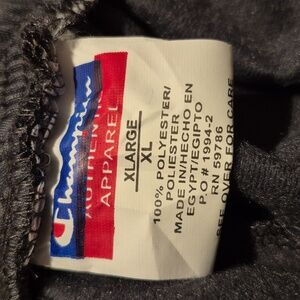 Champion
AUTHENTIC
APPAREL
XLARGE
XL
100% POLYESTER/
POLIESTER
MADE IN/HECHO EN
EGYPT/EGIPTO
P.O # 1994-2
RN 59786
SEE OVER FOR CARE